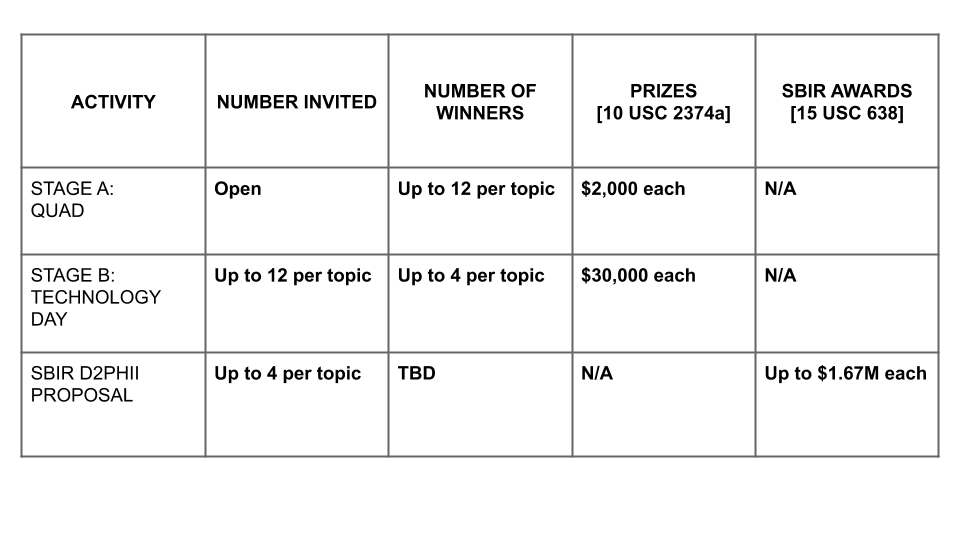 ACTIVITY
NUMBER INVITED
NUMBER OF
WINNERS
PRIZES
[10 USC 2374a]
SBIR AWARDS
[15 USC 638]
STAGE A:
QUAD
Open
Up to 12 per topic
$2,000 each
N/A
STAGE B:
TECHNOLOGY
DAY
Up to 12 per topic
Up to 4 per topic
$30,000 each
N/A
SBIR D2PHII
PROPOSAL
Up to 4 per topic
TBD
N/A
Up to $1.67M each